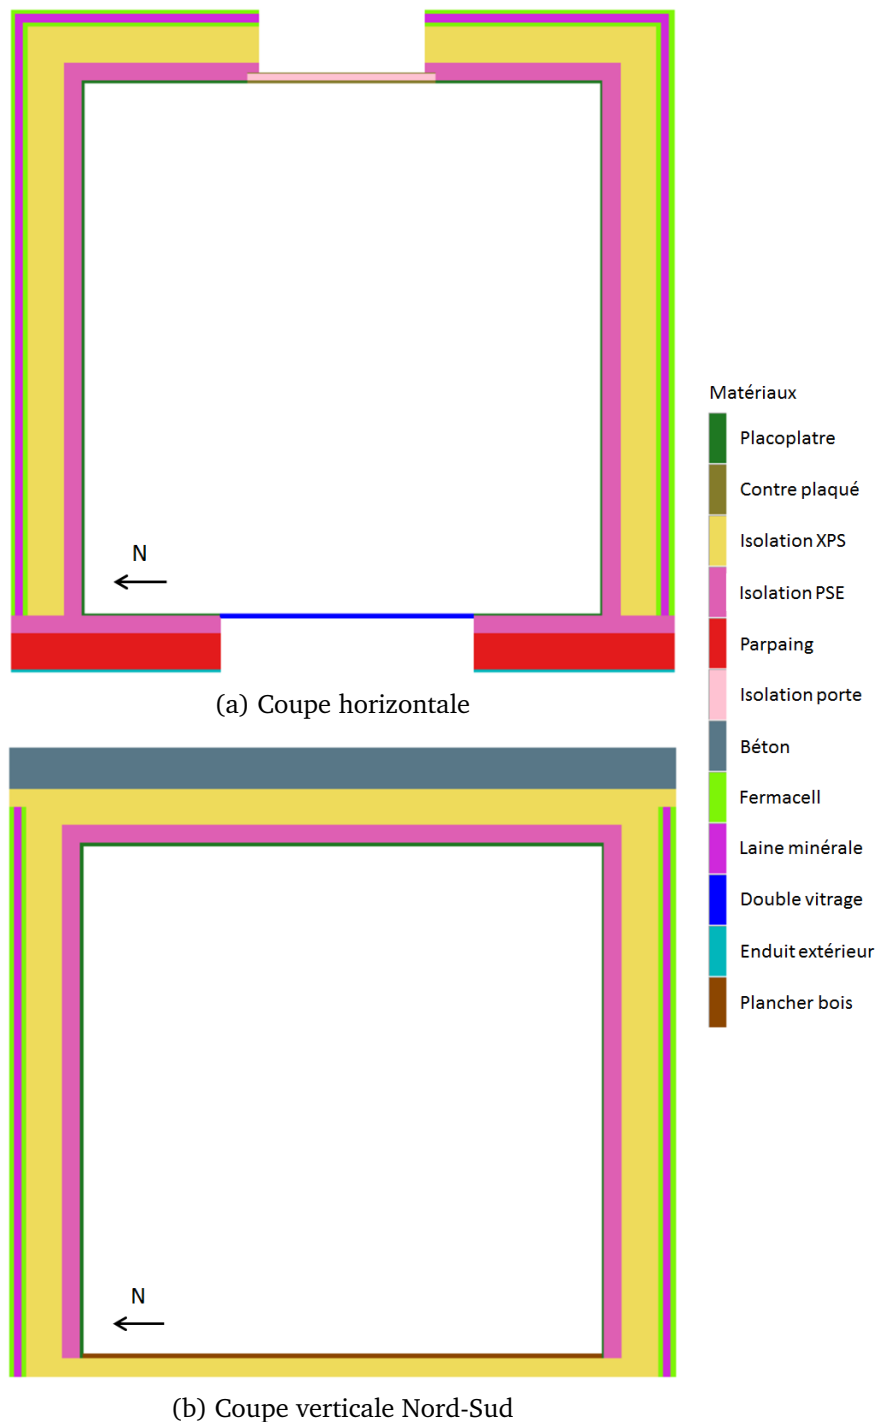 N
(a) Coupe horizontale
Matériaux
Placoplatre
Contre plaqué
Isolation XPS
Isolation PSE
Parpaing
Isolation porte
Béton
Fermacell
Laine minérale
Double vitrage
Enduit extérieur
Plancher bois
N
(b) Coupe verticale Nord-Sud